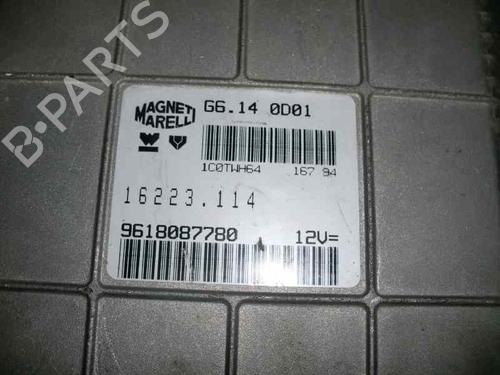 B-PARTS
MAGNETI
MARELLI
G6.14 0D01
1C0TWH64 167 94
16223.114
9618087780 12V=